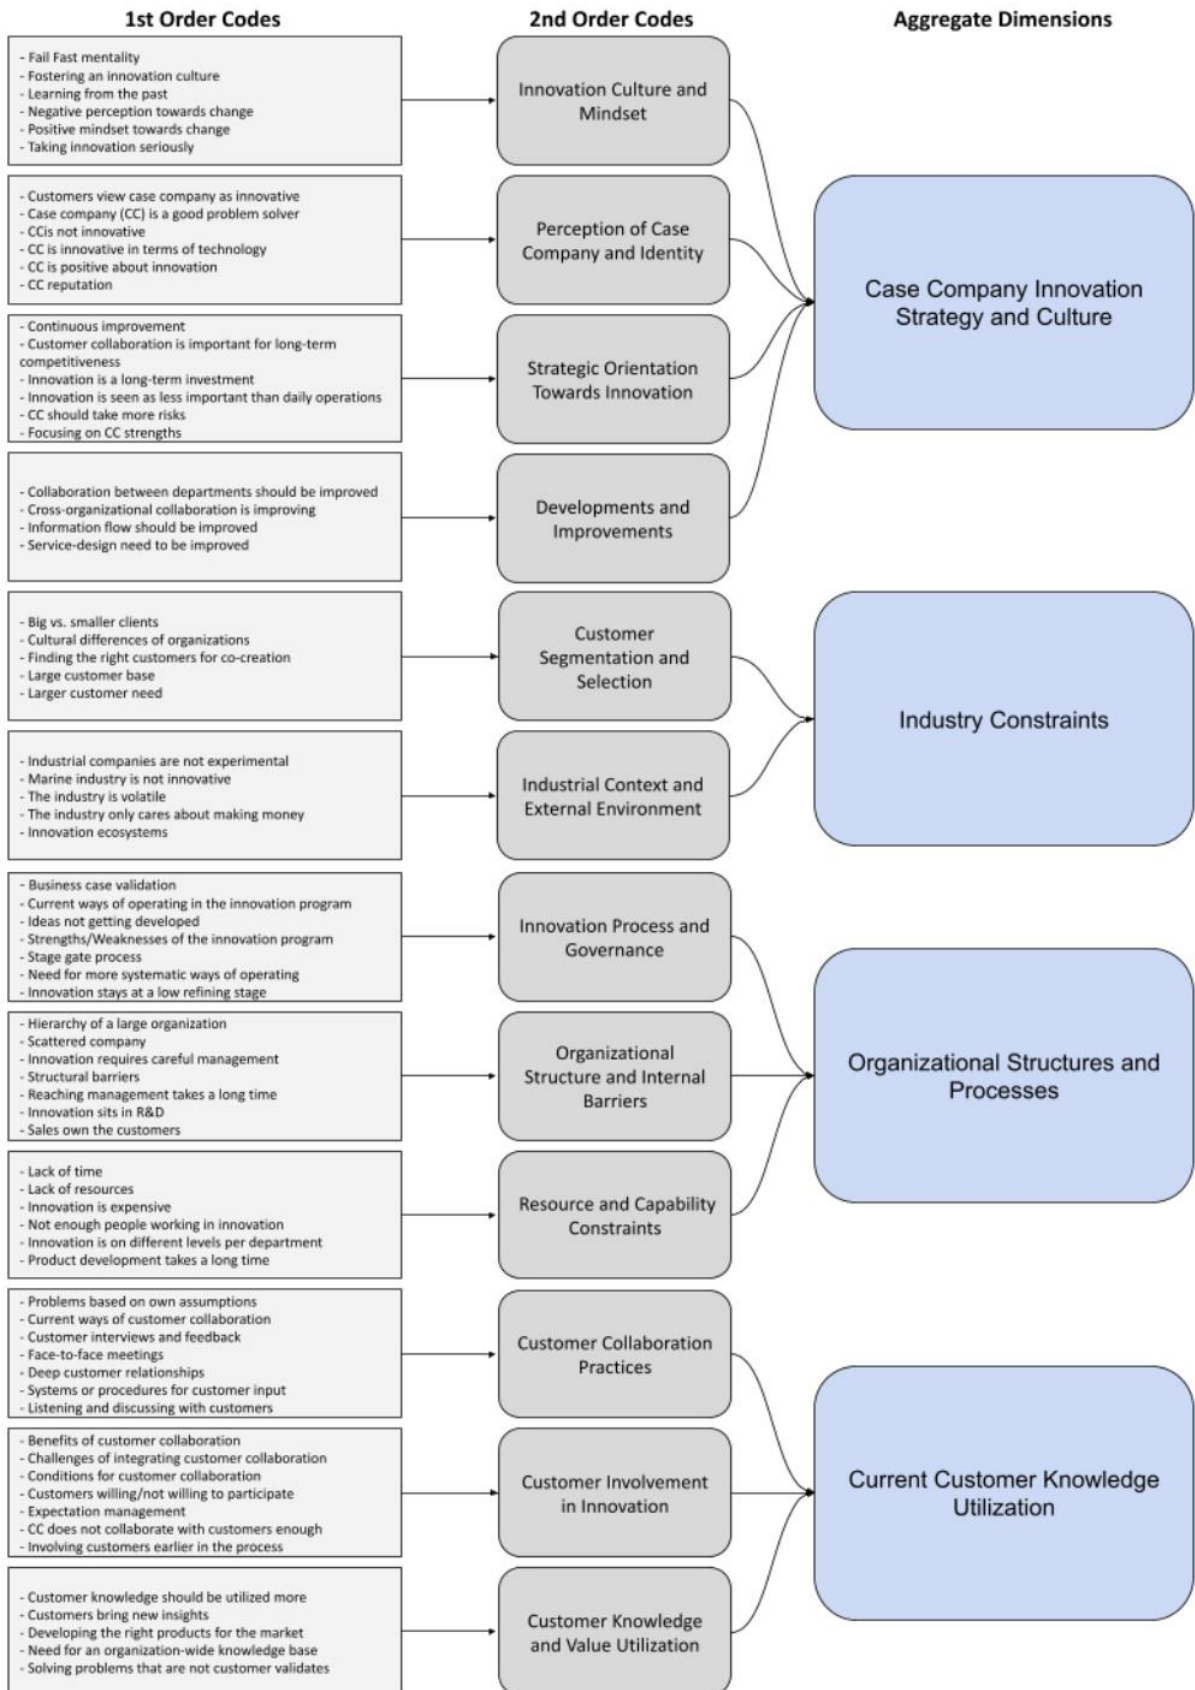 1st Order Codes
2nd Order Codes
Aggregate Dimensions
- Fail Fast mentality
- Fostering an innovation culture
- Learning from the past
- Negative perception towards change
- Positive mindset towards change
- Taking innovation seriously
Innovation Culture and
Mindset
- Customers view case company as innovative
- Case company (CC) is a good problem solver
- CCis not innovative
- CC is innovative in terms of technology
- CC is positive about innovation
- CC reputation
Perception of Case
Company and Identity
- Continuous improvement
- Customer collaboration is important for long-term
competitiveness
- Innovation is a long-term investment
- Innovation is seen as less important than daily operations
- CC should take more risks
- Focusing on CC strengths
Strategic Orientation
Towards Innovation
- Collaboration between departments should be improved
- Cross-organizational collaboration is improving
- Information flow should be improved
- Service-design need to be improved
Developments and
Improvements
Case Company Innovation
Strategy and Culture
- Big vs. smaller clients
- Cultural differences of organizations
- Finding the right customers for co-creation
- Large customer base
- Larger customer need
Customer
Segmentation and
Selection
- Industrial companies are not experimental
- Marine industry is not innovative
- The industry is volatile
- The industry only cares about making money
- Innovation ecosystems
Industrial Context and
External Environment
Industry Constraints
- Business case validation
- Current ways of operating in the innovation program
- Ideas not getting developed
- Strengths/Weaknesses of the innovation program
- Stage gate process
- Need for more systematic ways of operating
- Innovation stays at a low refining stage
Innovation Process and
Governance
- Hierarchy of a large organization
- Scattered company
- Innovation requires careful management
- Structural barriers
- Reaching management takes a long time
- Innovation sits in R&D
- Sales own the customers
Organizational
Structure and Internal
Barriers
- Lack of time
- Lack of resources
- Innovation is expensive
- Not enough people working in innovation
- Innovation is on different levels per department
- Product development takes a long time
Resource and Capability
Constraints
Organizational Structures and
Processes
- Problems based on own assumptions
- Current ways of customer collaboration
- Customer interviews and feedback
- Face-to-face meetings
- Deep customer relationships
- Systems or procedures for customer input
- Listening and discussing with customers
Customer Collaboration
Practices
- Benefits of customer collaboration
- Challenges of integrating customer collaboration
- Conditions for customer collaboration
- Customers willing/not willing to participate
- Expectation management
- CC does not collaborate with customers enough
- Involving customers earlier in the process
Customer Involvement
in Innovation
- Customer knowledge should be utilized more
- Customers bring new insights
- Developing the right products for the market
- Need for an organization-wide knowledge base
- Solving problems that are not customer validates
Customer Knowledge
and Value Utilization
Current Customer Knowledge
Utilization